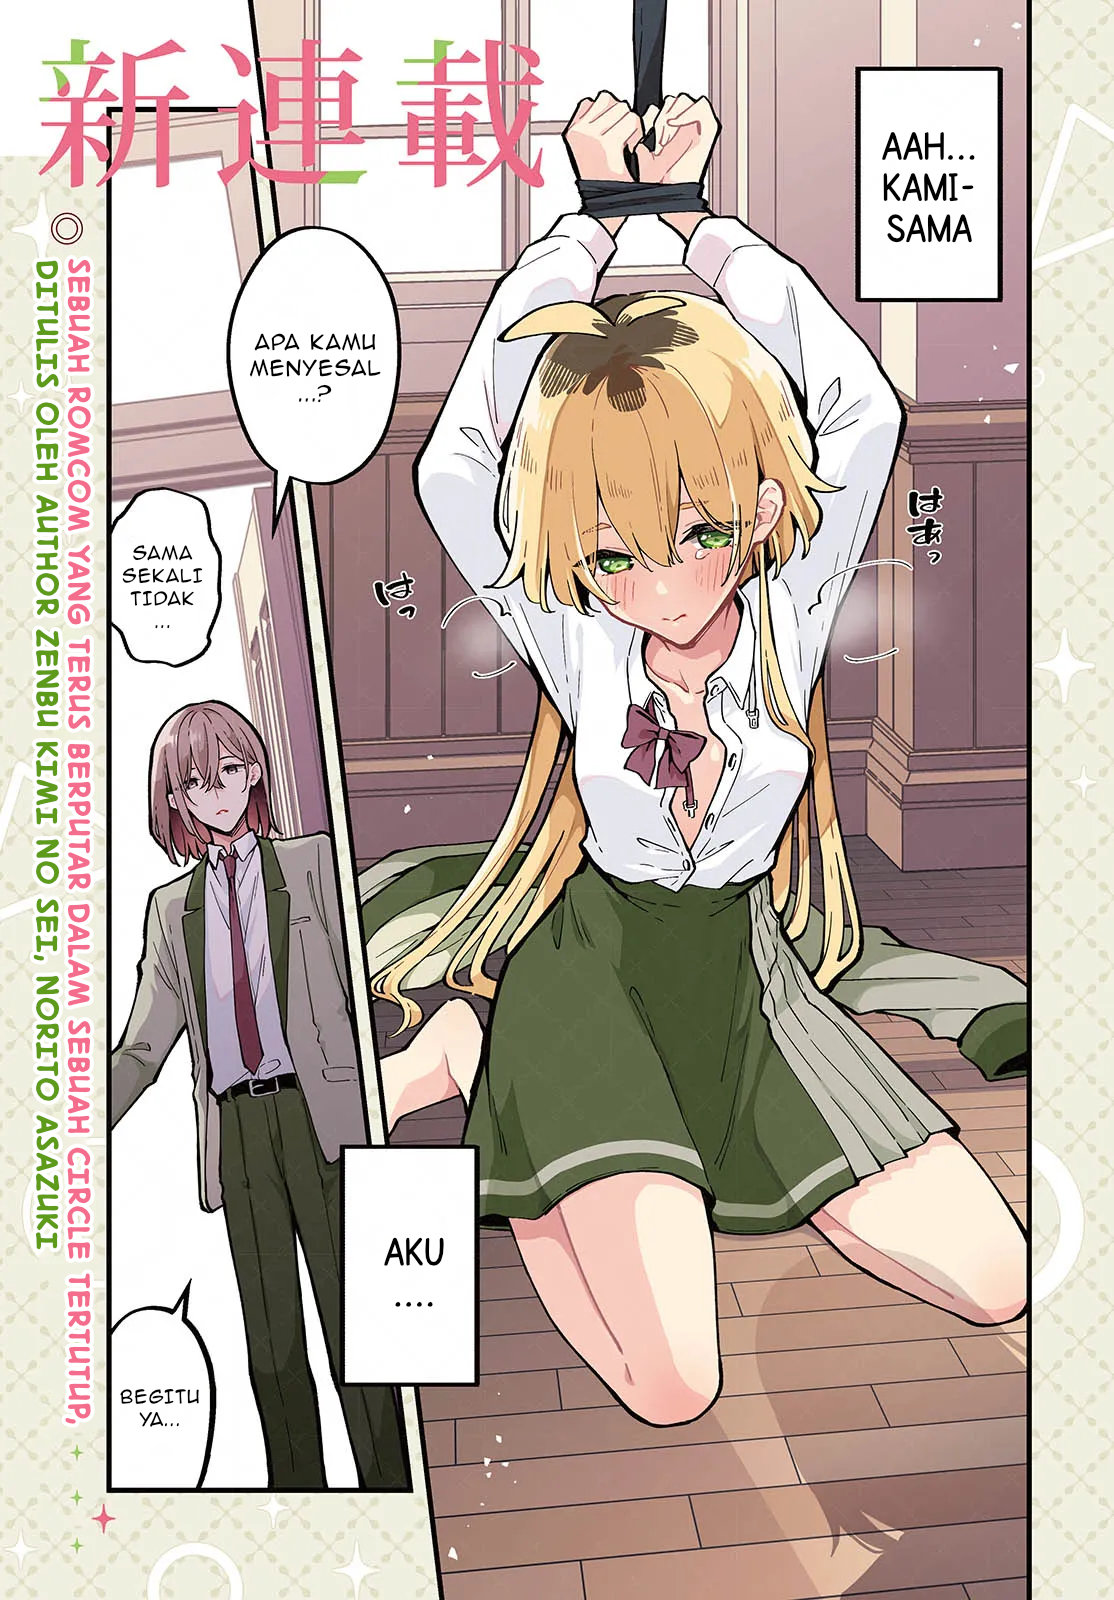 新連載
◎
SEBUAH ROMCOM YANG TERUS BERPUTAR DALAM SEBUAH CIRCLE TERTUTUP,
DITULIS OLEH AUTHOR ZENBU KIMI NO SEI, NORITO ASAZUKI
AAH...
KAMI-
SAMA
はぁっ
はっ
APA KAMU
MENYESAL
...?
SAMA
SEKALI
TIDAK
...
AKU
....
BEGITU
YA...